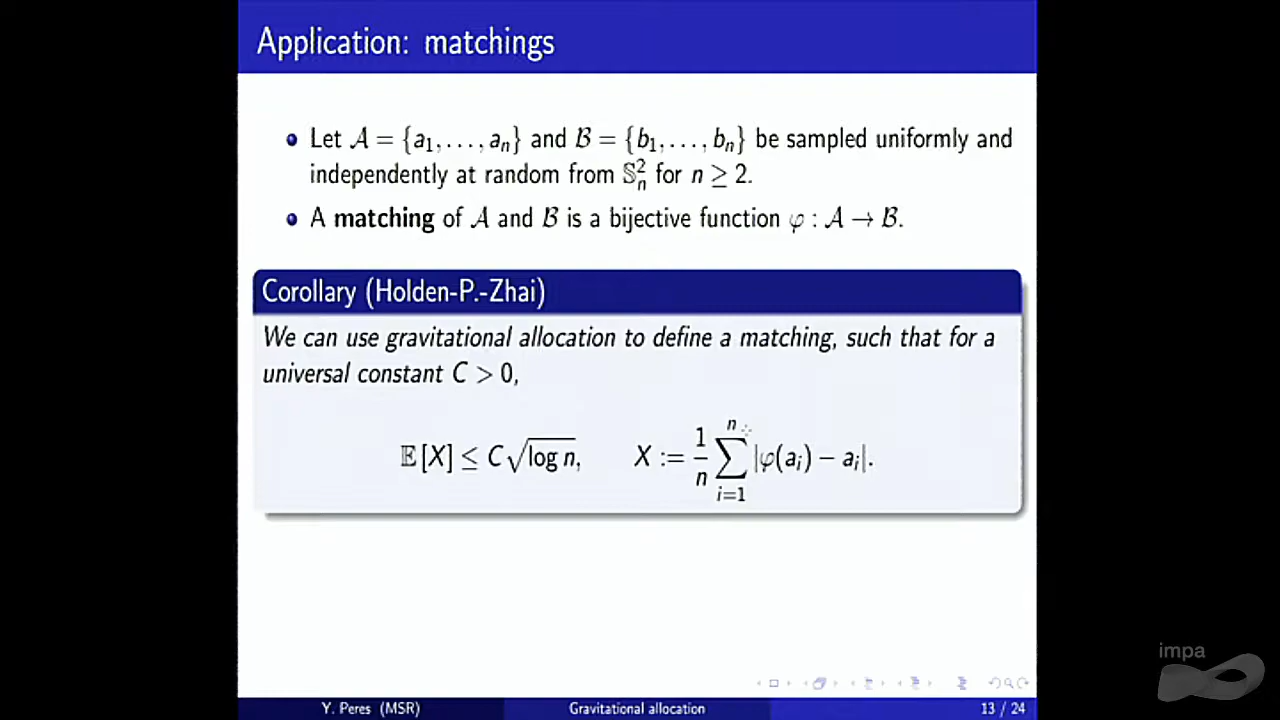 Application: matchings
Let 𝒜 = {a₁, . . . , aₙ} and ℬ = {b₁, . . . , bₙ} be sampled uniformly and
independently at random from 𝕊²ₙ for n ≥ 2.
A matching of 𝒜 and ℬ is a bijective function φ : 𝒜 → ℬ.
Corollary (Holden-P.-Zhai)
We can use gravitational allocation to define a matching, such that for a
universal constant C > 0,
𝔼[X] ≤ C√log n, X := 1/n ∑ⁿᵢ₌₁ |φ(aᵢ) − aᵢ|.
impa
Y. Peres (MSR) Gravitational allocation 13 / 24